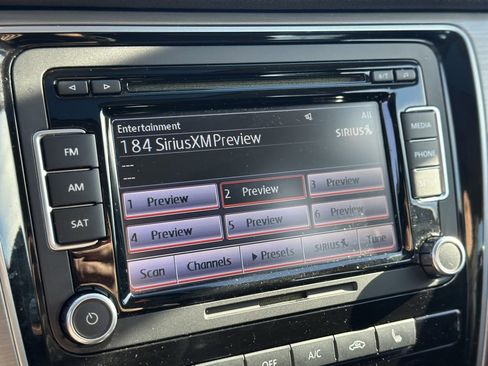 FM
AM
SAT
MEDIA
PHONE
Entertainment
All
184 SiriusXMPreview
SIRIUS
---
---
1 Preview
2 Preview
3 Preview
4 Preview
5 Preview
6 Preview
Scan
Channels
Presets
SIRIUS
Tune
A/C